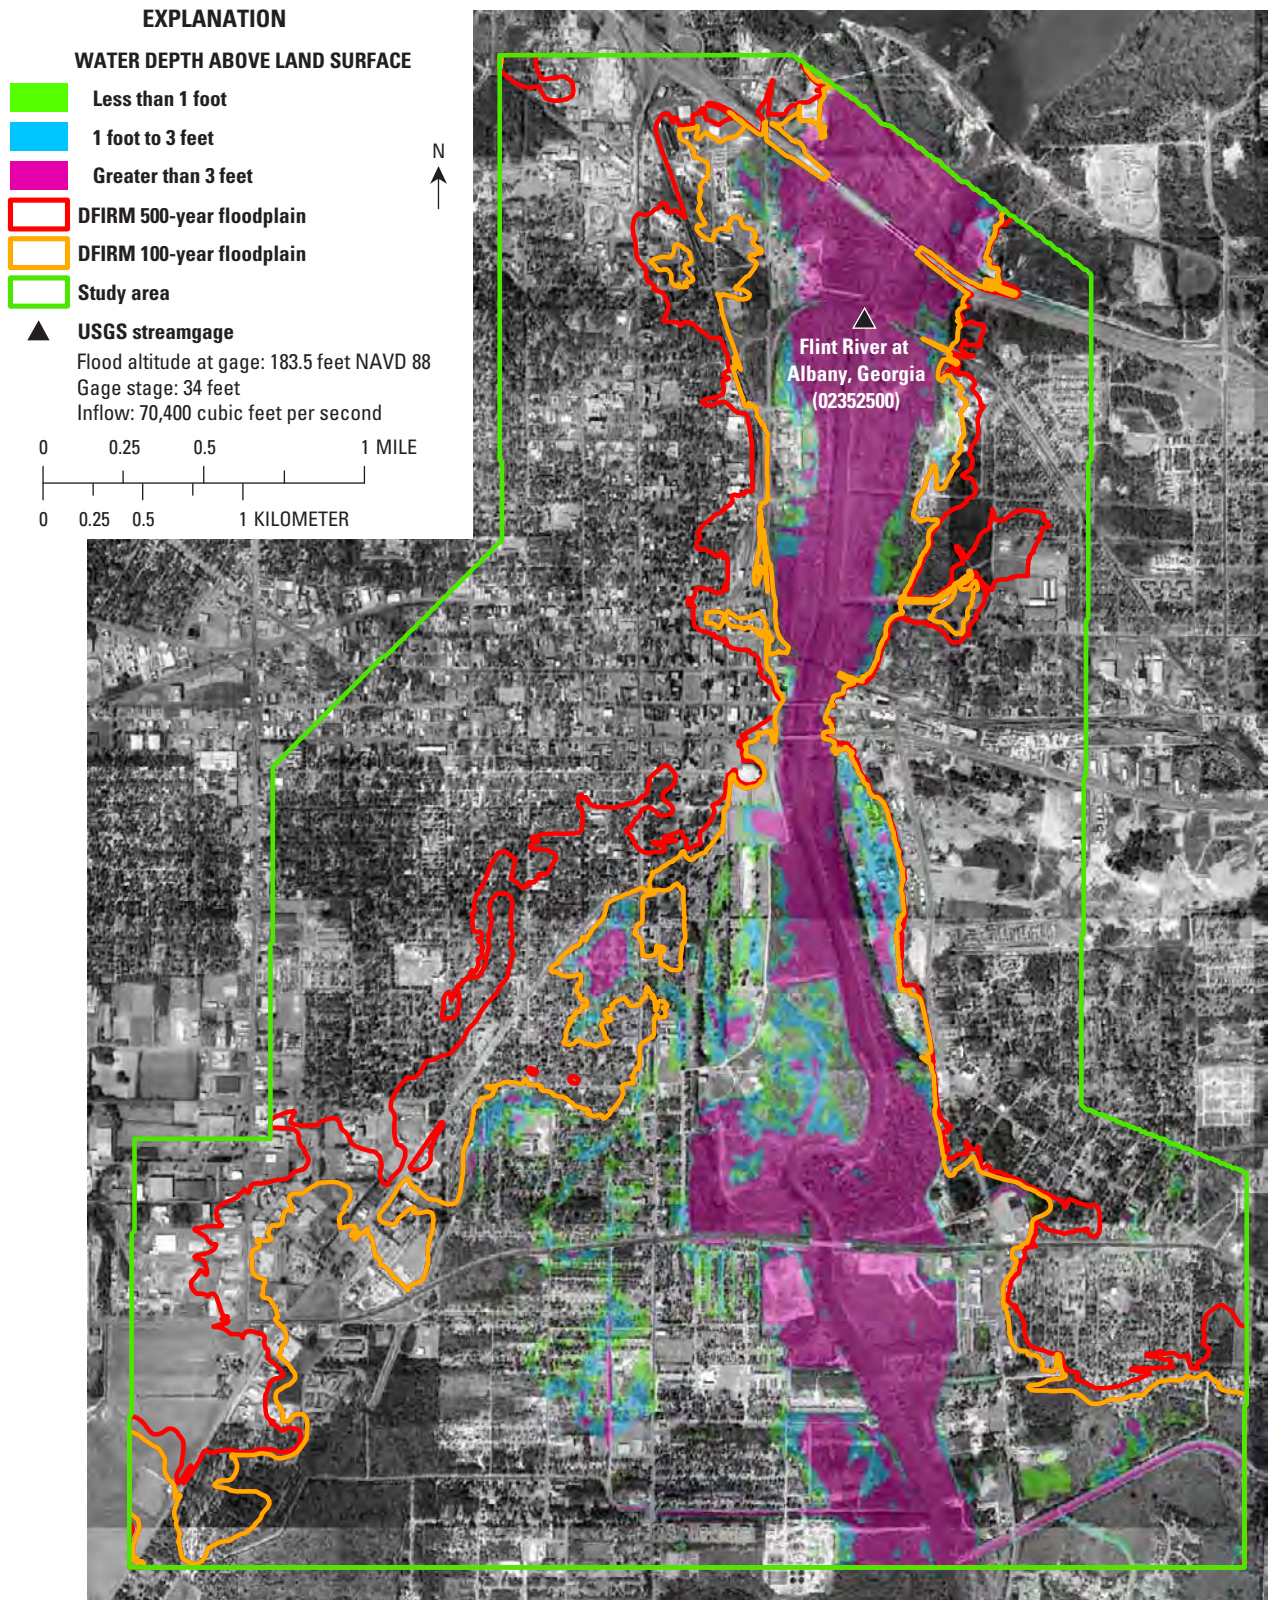 EXPLANATION
WATER DEPTH ABOVE LAND SURFACE
Less than 1 foot
1 foot to 3 feet
Greater than 3 feet
DFIRM 500-year floodplain
DFIRM 100-year floodplain
Study area
USGS streamgage
Flood altitude at gage: 183.5 feet NAVD 88
Gage stage: 34 feet
Inflow: 70,400 cubic feet per second
N
0 0.25 0.5 1 MILE
0 0.25 0.5 1 KILOMETER
Flint River at
Albany, Georgia
(02352500)